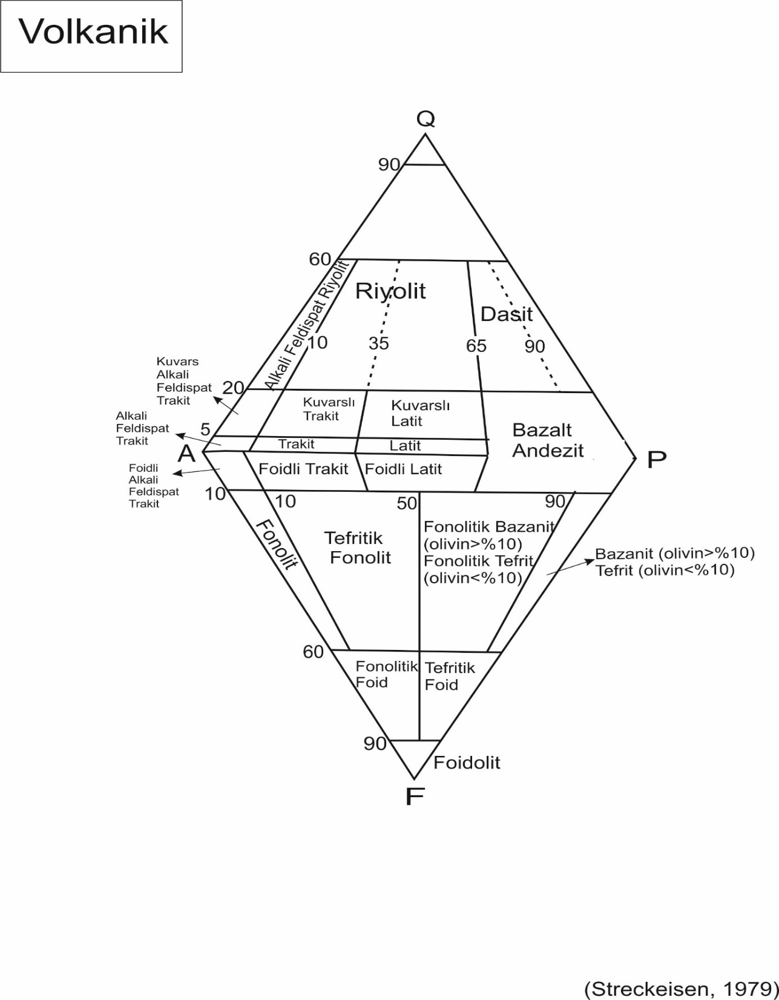 Volkanik
Q
90
60
Alkali Feldispat Riyolit
Riyolit
Dasit
10
35
65
90
Kuvars
Alkali
Feldispat
Trakit
20
Kuvarslı
Trakit
Kuvarslı
Latit
Alkali
Feldispat
Trakit
5
Trakit
Latit
Bazalt
Andezit
A
P
Foidli
Alkali
Feldispat
Trakit
Foidli Trakit
Foidli Latit
10
10
50
90
Fonolit
Tefritik
Fonolit
Fonolitik Bazanit
(olivin>%10)
Fonolitik Tefrit
(olivin<%10)
Bazanit (olivin>%10)
Tefrit (olivin<%10)
60
Fonolitik
Foid
Tefritik
Foid
90
Foidolit
F
(Streckeisen, 1979)